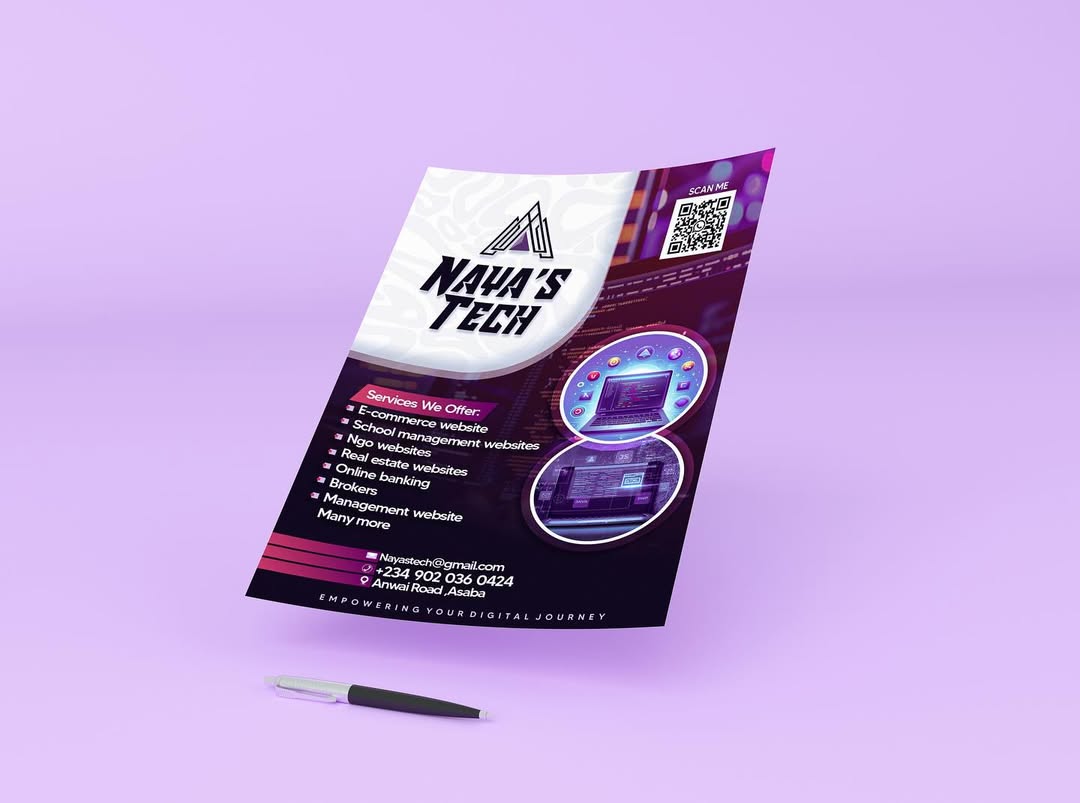 SCAN ME
NAYA'S
TECH
Services We Offer:
E-commerce website
School management websites
Ngo websites
Real estate websites
Online banking
Brokers
Management website
Many more
Nayastech@gmail.com
+234 902 036 0424
Anwai Road ,Asaba
EMPOWERING YOUR DIGITAL JOURNEY